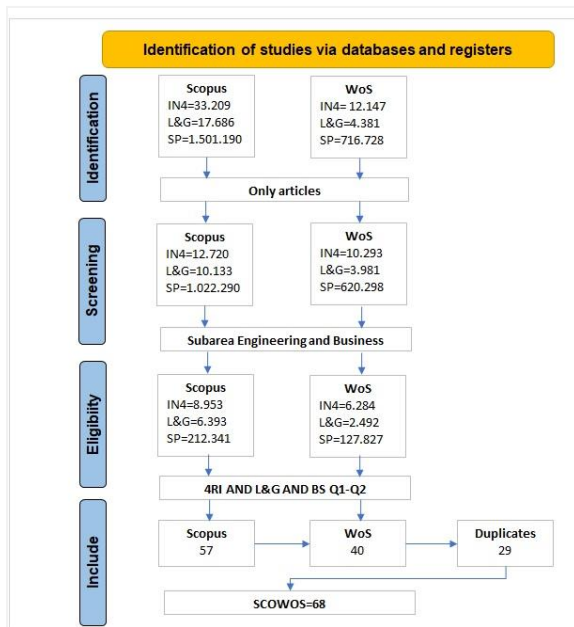 Identification of studies via databases and registers
Identification
Scopus
IN4=33.209
L&G=17.686
SP=1.501.190
WoS
IN4= 12.147
L&G=4.381
SP=716.728
Only articles
Screening
Scopus
IN4=12.720
L&G=10.133
SP=1.022.290
WoS
IN4=10.293
L&G=3.981
SP=620.298
Subarea Engineering and Business
Eligibiity
Scopus
IN4=8.953
L&G=6.393
SP=212.341
WoS
IN4=6.284
L&G=2.492
SP=127.827
4RI AND L&G AND BS Q1-Q2
Include
Scopus
57
WoS
40
Duplicates
29
SCOWOS=68